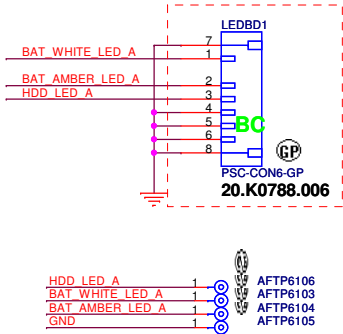 LEDBD1
7
BAT_WHITE_LED_A 1
BAT_AMBER_LED_A 2
HDD_LED_A 3
4
5
BC
6
8
GP
PSC-CON6-GP
20.K0788.006
HDD_LED_A 1 AFTP6106
BAT_WHITE_LED_A 1 AFTP6103
BAT_AMBER_LED_A 1 AFTP6104
GND 1 AFTP6105